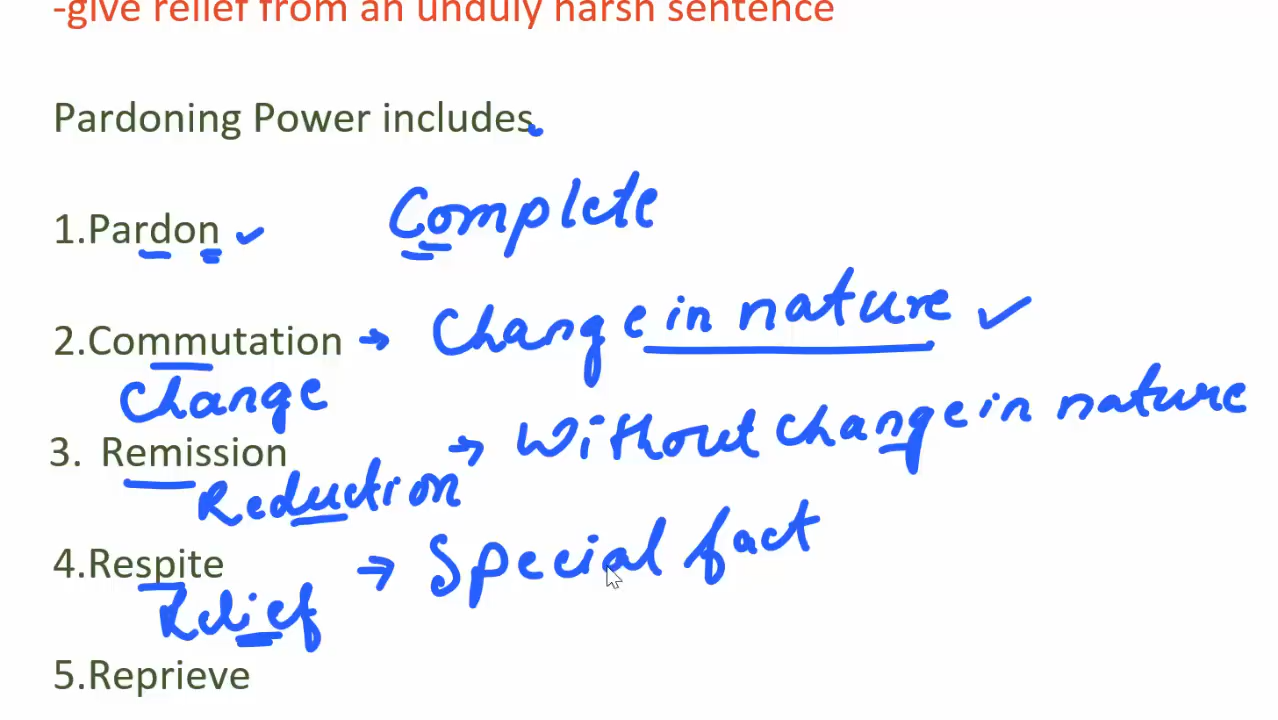 -give relief from an unduly harsh sentence
Pardoning Power includes
1.Pardon Complete
2.Commutation → Change in nature
Change
3. Remission → Without change in nature
Reduction
4.Respite → Special fact
Relief
5.Reprieve